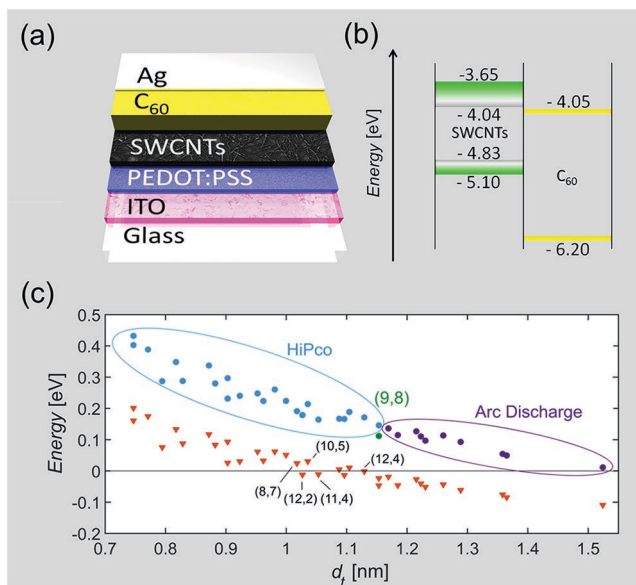 (a)
Ag
C60
SWCNTs
PEDOT:PSS
ITO
Glass
(b)
Energy [eV]
-3.65
-4.04
SWCNTs
-4.83
-5.10
-4.05
C60
-6.20
(c)
Energy [eV]
0.5
0.4
0.3
0.2
0.1
0
-0.1
-0.2
HiPco
(9,8)
Arc Discharge
(10,5)
(12,4)
(8,7)
(12,2)
(11,4)
0.7 0.8 0.9 1 1.1 1.2 1.3 1.4 1.5
dt [nm]